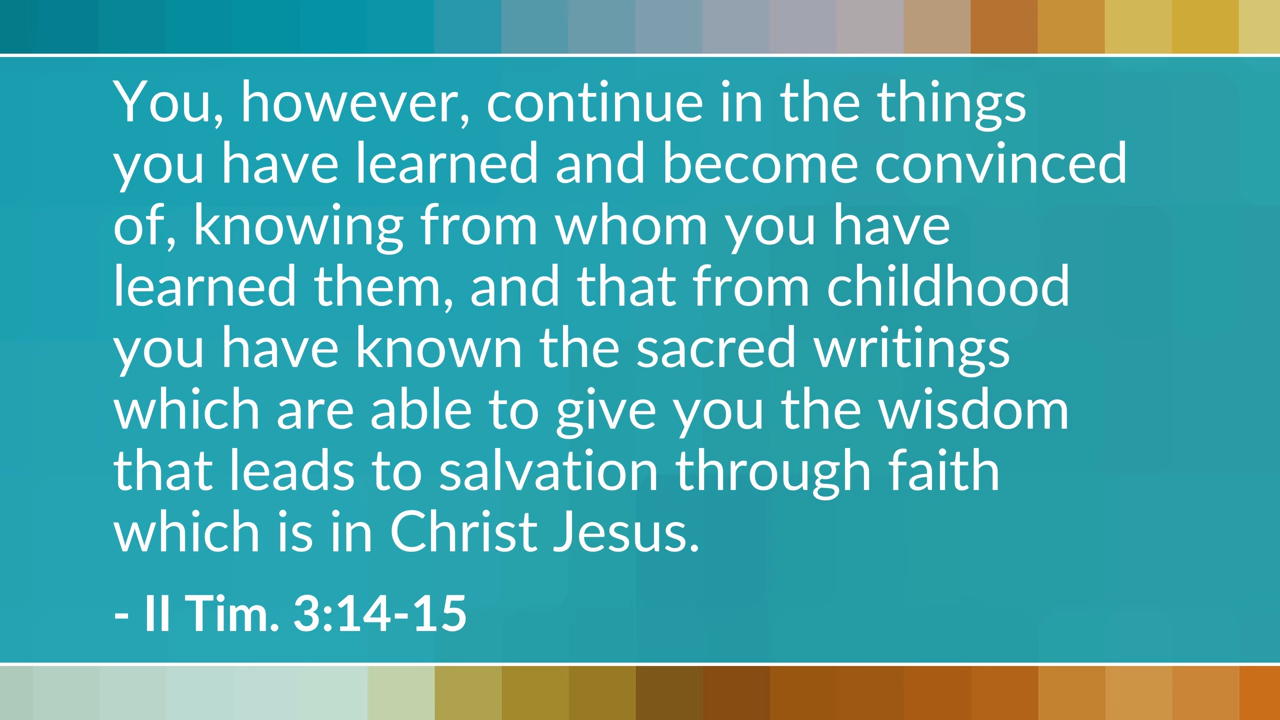 You, however, continue in the things
you have learned and become convinced
of, knowing from whom you have
learned them, and that from childhood
you have known the sacred writings
which are able to give you the wisdom
that leads to salvation through faith
which is in Christ Jesus.
- II Tim. 3:14-15